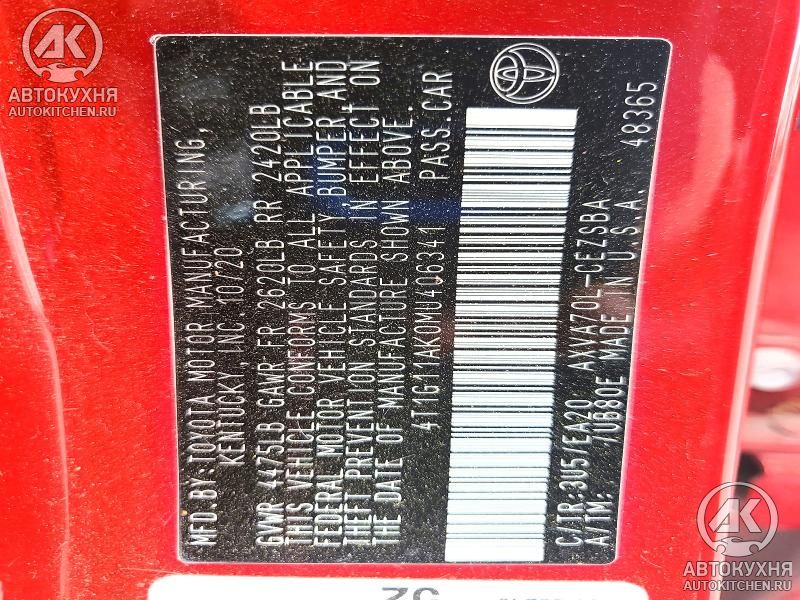 АК
АВТОКУХНЯ
AUTOKITCHEN.RU
MFD.BY:TOYOTA MOTOR MANUFACTURING,
KENTUCKY, INC.10/20
GVWR 4475LB GAWR FR 2620LB RR 2420LB
THIS VEHICLE CONFORMS TO ALL APPLICABLE
FEDERAL MOTOR VEHICLE SAFETY,BUMPER,AND
THEFT PREVENTION STANDARDS IN EFFECT ON
THE DATE OF MANUFACTURE SHOWN ABOVE.
4T1G11AK0MU406341 PASS.CAR
C/TR:3U5/EA20 AXVA70L-CEZSBA
A/TM: /UB80E MADE IN U.S.A. 48365
АК
АВТОКУХНЯ
AUTOKITCHEN.RU